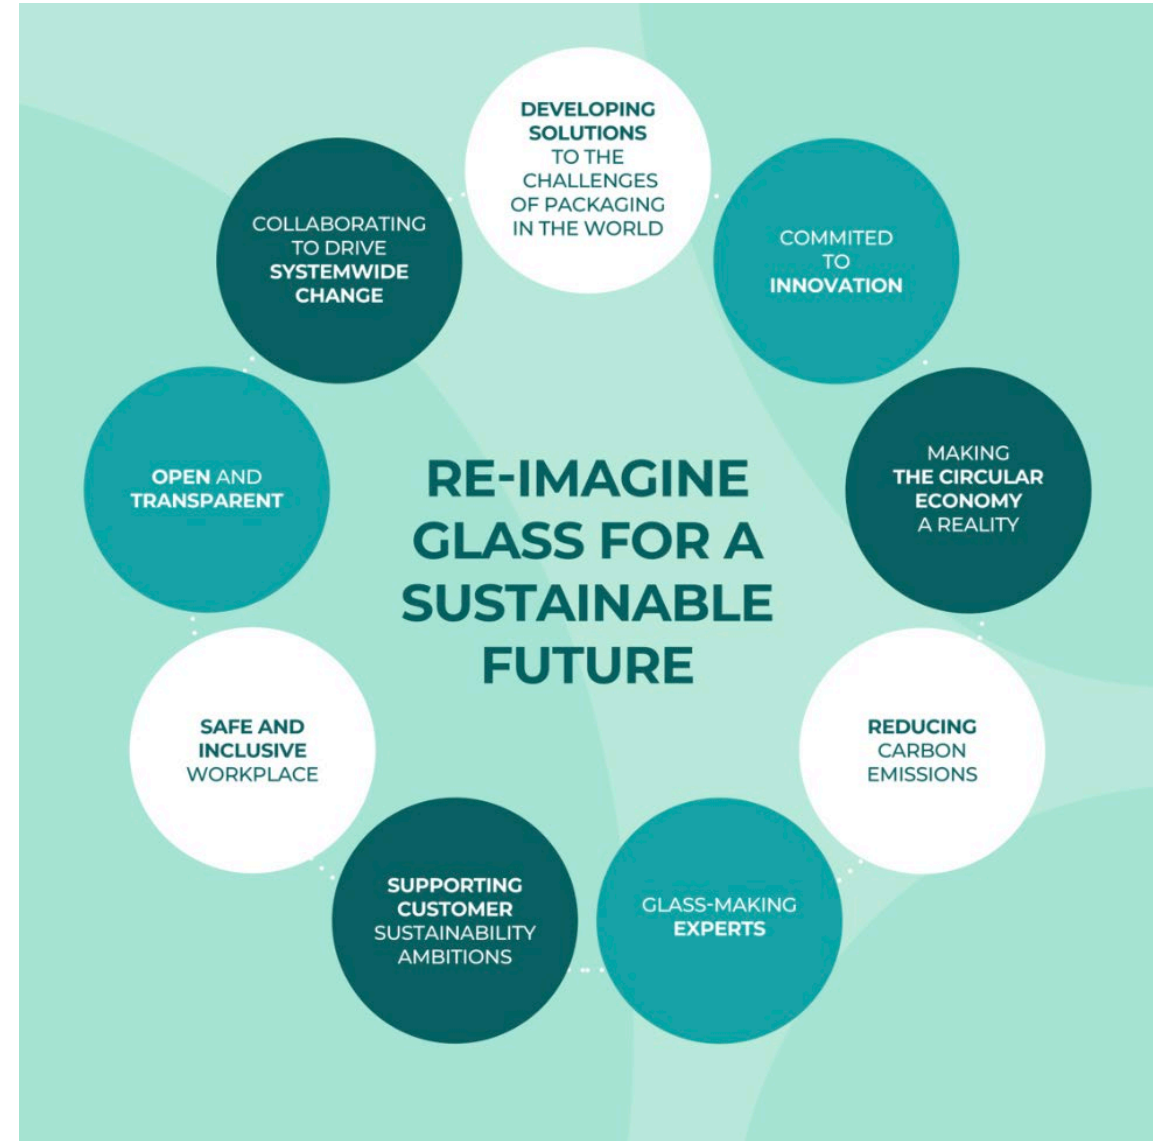 DEVELOPING
SOLUTIONS
TO THE
CHALLENGES
OF PACKAGING
IN THE WORLD
COMMITED
TO
INNOVATION
MAKING
THE CIRCULAR
ECONOMY
A REALITY
REDUCING
CARBON
EMISSIONS
GLASS-MAKING
EXPERTS
SUPPORTING
CUSTOMER
SUSTAINABILITY
AMBITIONS
SAFE AND
INCLUSIVE
WORKPLACE
OPEN AND
TRANSPARENT
COLLABORATING
TO DRIVE
SYSTEMWIDE
CHANGE
RE-IMAGINE
GLASS FOR A
SUSTAINABLE
FUTURE